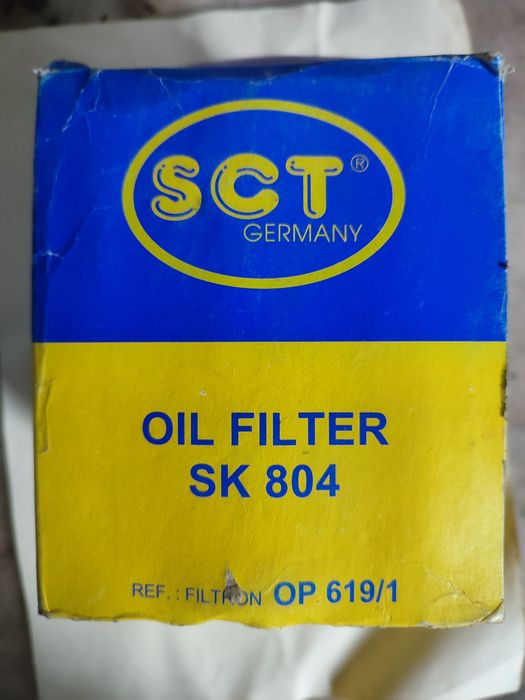 SCT®
GERMANY
OIL FILTER
SK 804
REF. : FILTRON OP 619/1